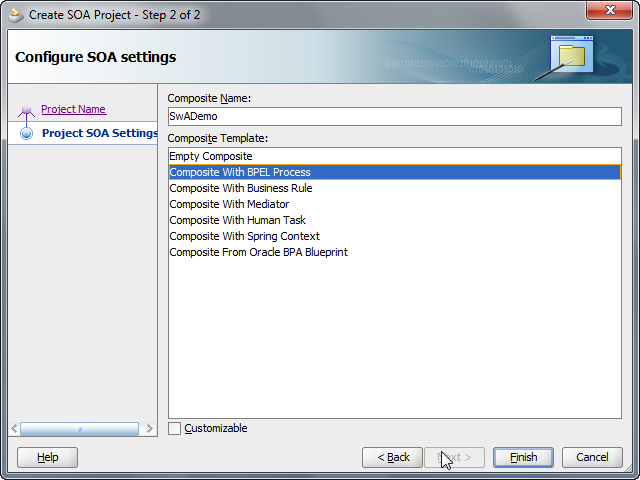 Create SOA Project - Step 2 of 2
Configure SOA settings
Project Name
Project SOA Settings
Composite Name:
SwADemo
Composite Template:
Empty Composite
Composite With BPEL Process
Composite With Business Rule
Composite With Mediator
Composite With Human Task
Composite With Spring Context
Composite From Oracle BPA Blueprint
Customizable
Help
< Back
Next >
Finish
Cancel